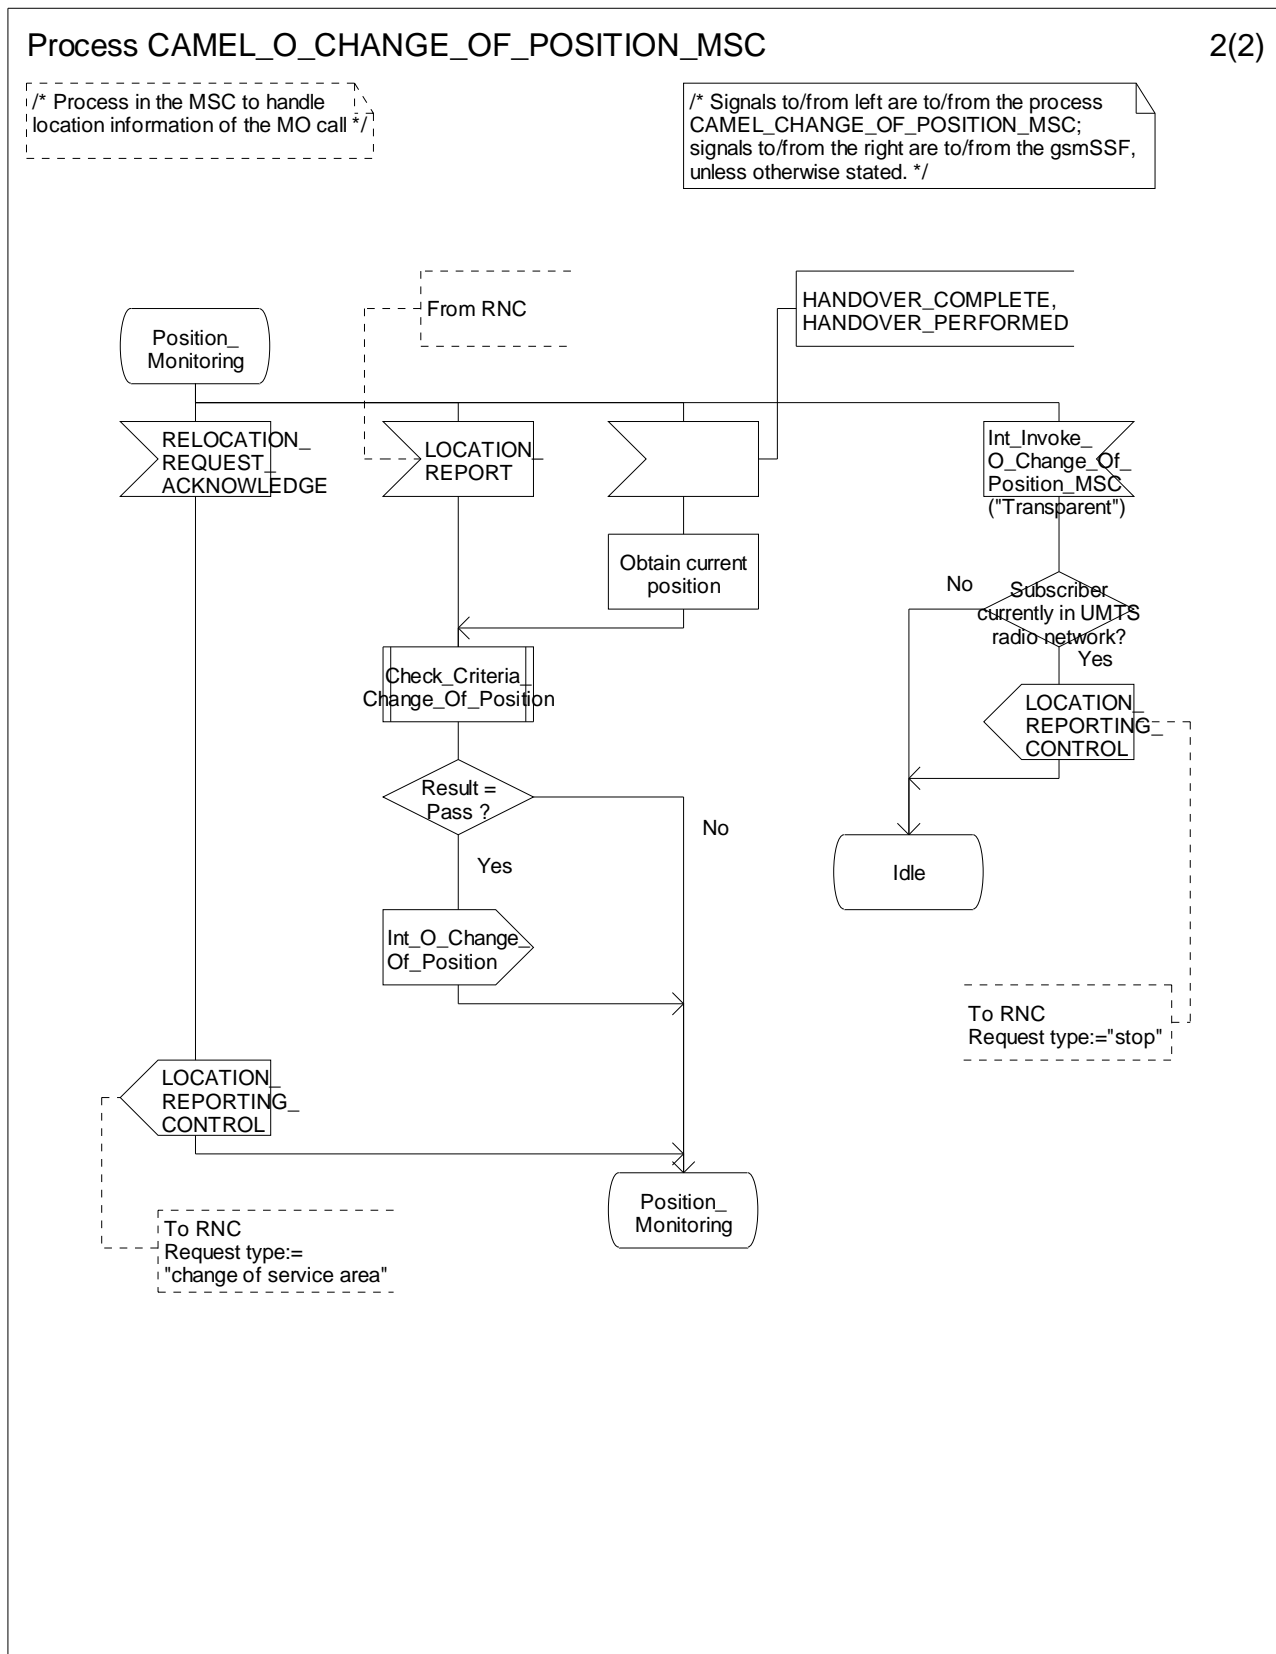 Process CAMEL_O_CHANGE_OF_POSITION_MSC
2(2)
/* Process in the MSC to handle
location information of the MO call */
/* Signals to/from left are to/from the process
CAMEL_CHANGE_OF_POSITION_MSC;
signals to/from the right are to/from the gsmSSF,
unless otherwise stated. */
From RNC
HANDOVER_COMPLETE,
HANDOVER_PERFORMED
Position_
Monitoring
RELOCATION_
REQUEST_
ACKNOWLEDGE
LOCATION_
REPORT
Int_Invoke_
O_Change_Of_
Position_MSC
("Transparent")
Obtain current
position
No
Subscriber
currently in UMTS
radio network?
Yes
Check_Criteria_
Change_Of_Position
LOCATION_
REPORTING_
CONTROL
Result =
Pass ?
No
Yes
Idle
Int_O_Change_
Of_Position
To RNC
Request type:="stop"
LOCATION_
REPORTING_
CONTROL
Position_
Monitoring
To RNC
Request type:=
"change of service area"